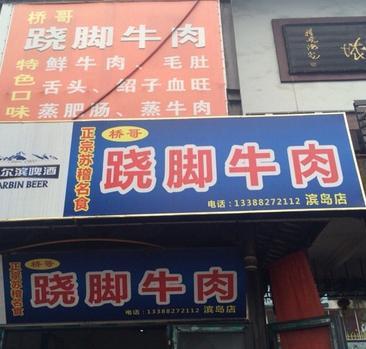 桥哥
跷脚牛肉
特色口味
鲜牛肉、毛肚
舌头、绍子血旺
蒸肥肠、蒸牛肉
尔滨啤酒
ARBIN BEER
正宗苏稽名食
桥哥
跷脚牛肉
电话：13388272112 滨岛店
正宗苏稽名食
桥哥
跷脚牛肉
电话：13388272112 滨岛店